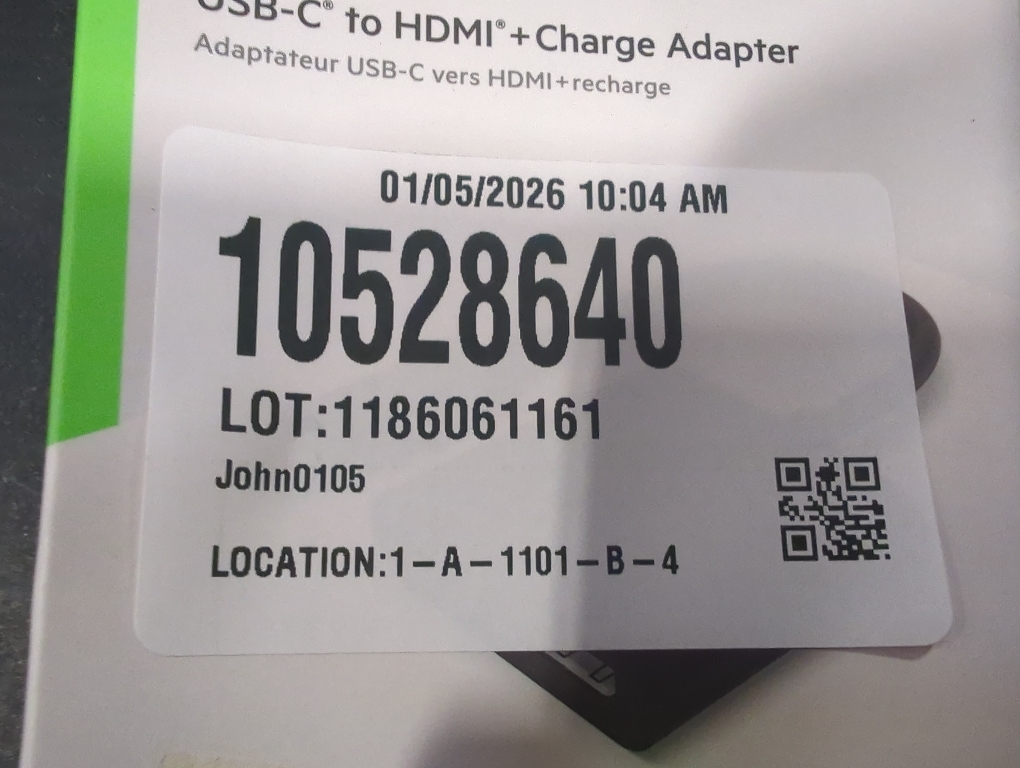 USB-C® to HDMI®+Charge Adapter
Adaptateur USB-C vers HDMI+recharge
01/05/2026 10:04 AM
10528640
LOT:1186061161
John0105
LOCATION:1-A-1101-B-4